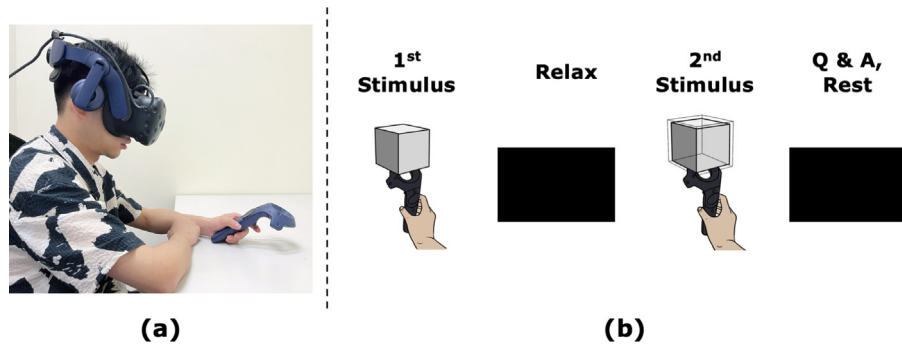 1st
Stimulus
Relax
2nd
Stimulus
Q & A,
Rest
(a)
(b)